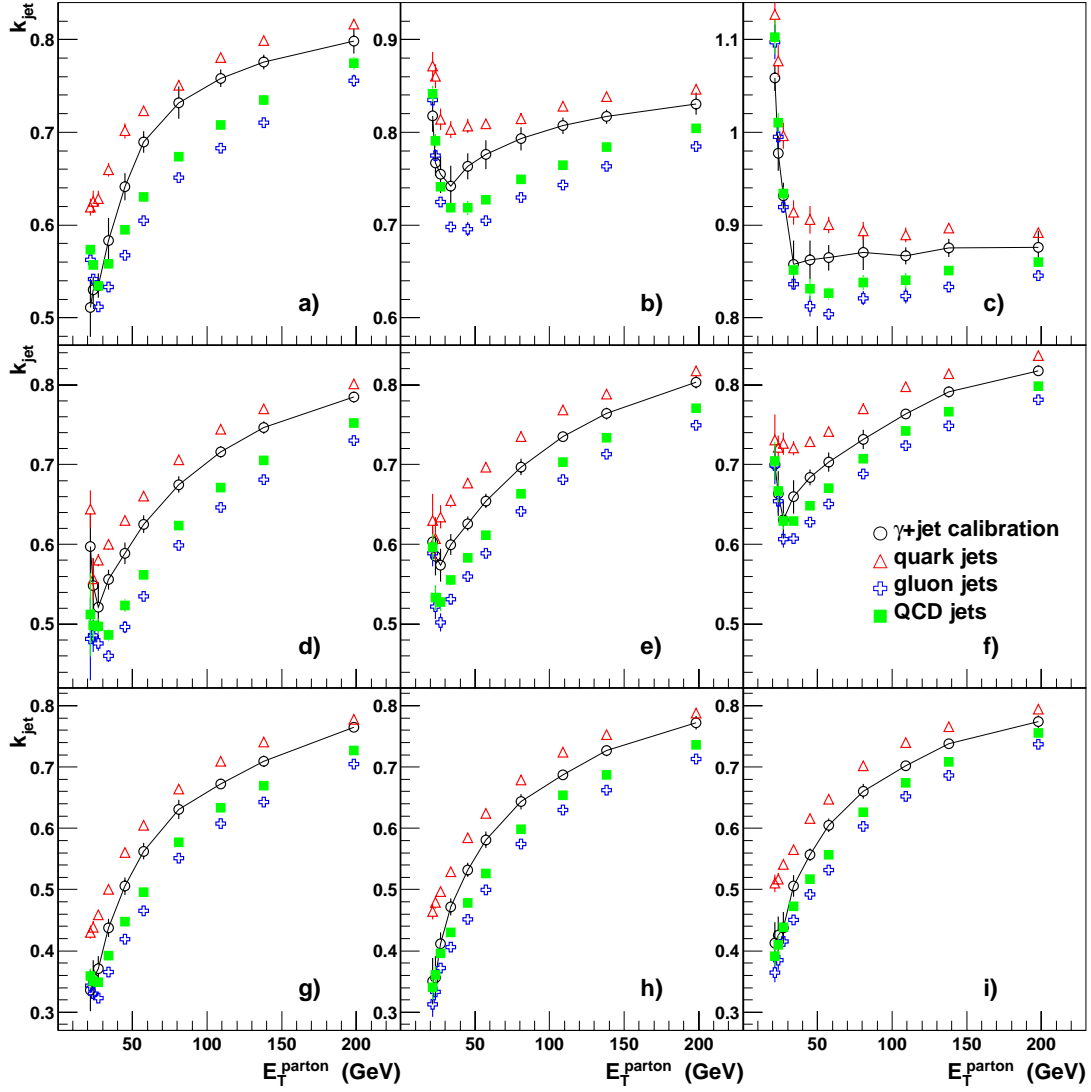 k_jet
0.8
0.7
0.6
0.5
a)
0.9
0.8
0.7
0.6
b)
1.1
1
0.9
0.8
c)
k_jet
0.8
0.7
0.6
0.5
d)
e)
0.8
0.7
0.6
0.5
0.8
0.7
0.6
0.5
f)
γ+jet calibration
quark jets
gluon jets
QCD jets
k_jet
0.8
0.7
0.6
0.5
0.4
0.3
g)
0.8
0.7
0.6
0.5
0.4
0.3
h)
0.8
0.7
0.6
0.5
0.4
0.3
i)
50 100 150 200
50 100 150 200
50 100 150 200
E_T^parton (GeV)
E_T^parton (GeV)
E_T^parton (GeV)